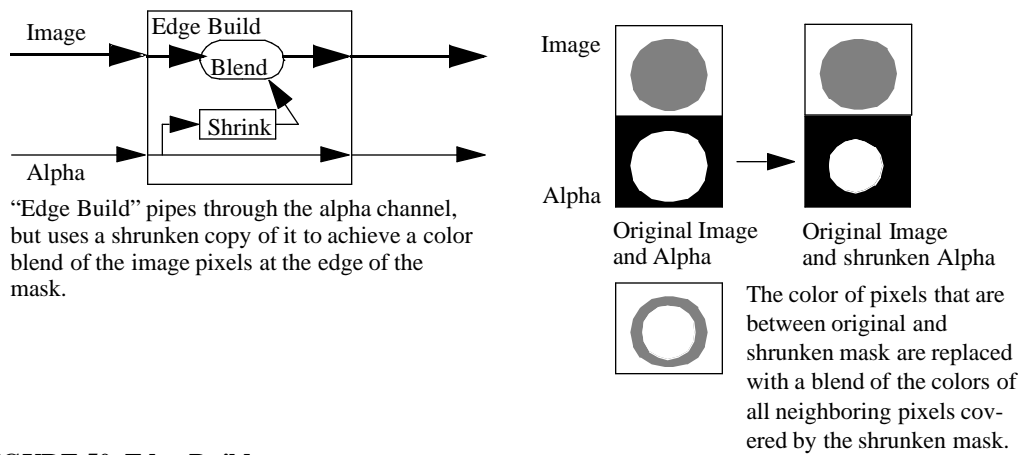 Image
Edge Build
Blend
Shrink
Alpha
“Edge Build” pipes through the alpha channel,
but uses a shrunken copy of it to achieve a color
blend of the image pixels at the edge of the
mask.
Image
Alpha
Original Image
and Alpha
Original Image
and shrunken Alpha
The color of pixels that are
between original and
shrunken mask are replaced
with a blend of the colors of
all neighboring pixels cov-
ered by the shrunken mask.